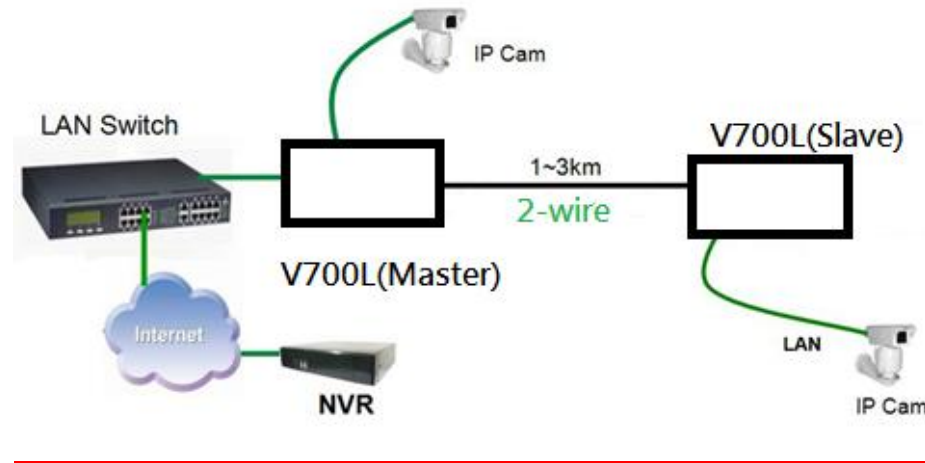 IP Cam
LAN Switch
V700L(Slave)
1~3km
2-wire
V700L(Master)
Internet
LAN
NVR
IP Cam